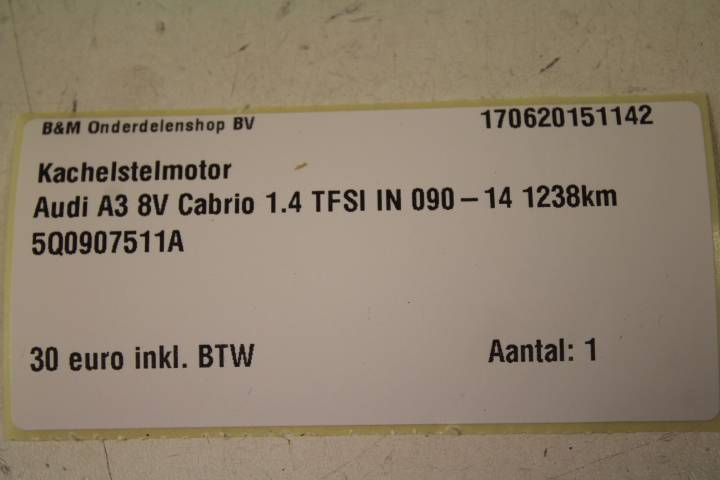 B&M Onderdelenshop BV 170620151142
Kachelstelmotor
Audi A3 8V Cabrio 1.4 TFSI IN 090 – 14 1238km
5Q0907511A
30 euro inkl. BTW Aantal: 1